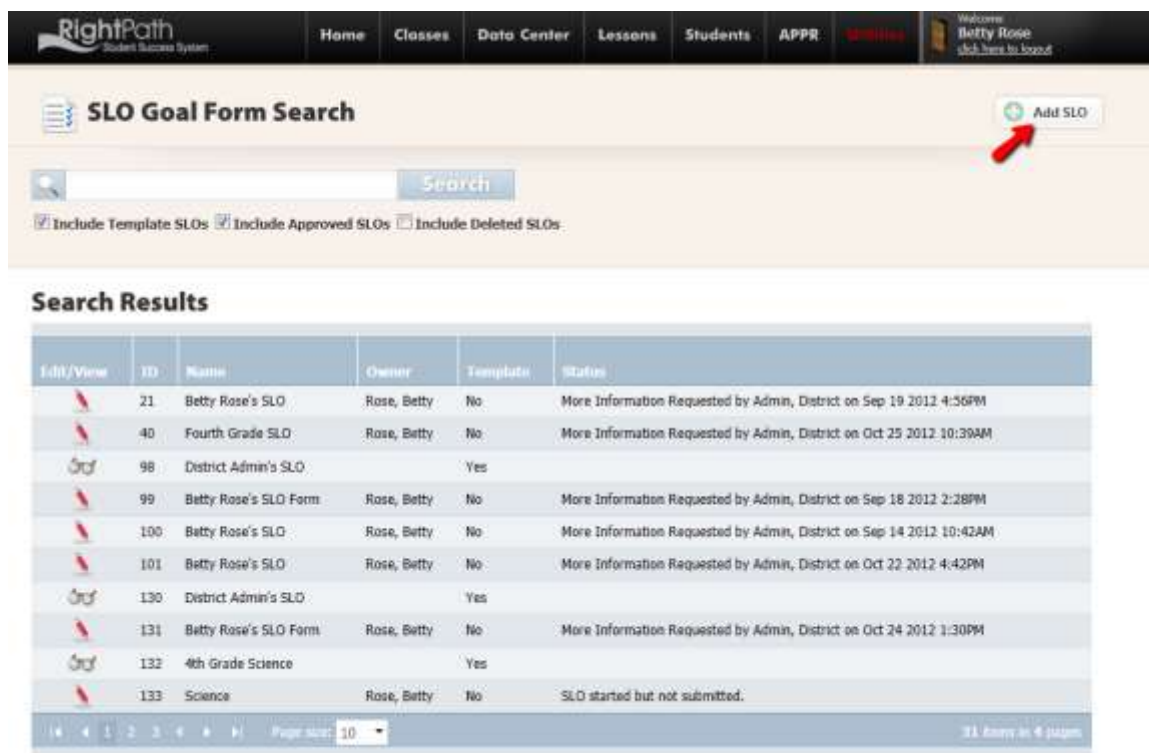 RightPath
Student Success System
Home Classes Data Center Lessons Students APPR Utilities
Welcome
Betty Rose
click here to logout
SLO Goal Form Search
Add SLO
Search
Include Template SLOs Include Approved SLOs Include Deleted SLOs
Search Results
Edit/View ID Name Owner Template Status
21 Betty Rose's SLO Rose, Betty No More Information Requested by Admin, District on Sep 19 2012 4:56PM
40 Fourth Grade SLO Rose, Betty No More Information Requested by Admin, District on Oct 25 2012 10:39AM
98 District Admin's SLO Yes
99 Betty Rose's SLO Form Rose, Betty No More Information Requested by Admin, District on Sep 18 2012 2:28PM
100 Betty Rose's SLO Rose, Betty No More Information Requested by Admin, District on Sep 14 2012 10:42AM
101 Betty Rose's SLO Rose, Betty No More Information Requested by Admin, District on Oct 22 2012 4:42PM
130 District Admin's SLO Yes
131 Betty Rose's SLO Form Rose, Betty No More Information Requested by Admin, District on Oct 24 2012 1:30PM
132 4th Grade Science Yes
133 Science Rose, Betty No SLO started but not submitted.
1 2 3 4 Page size: 10 31 items in 4 pages